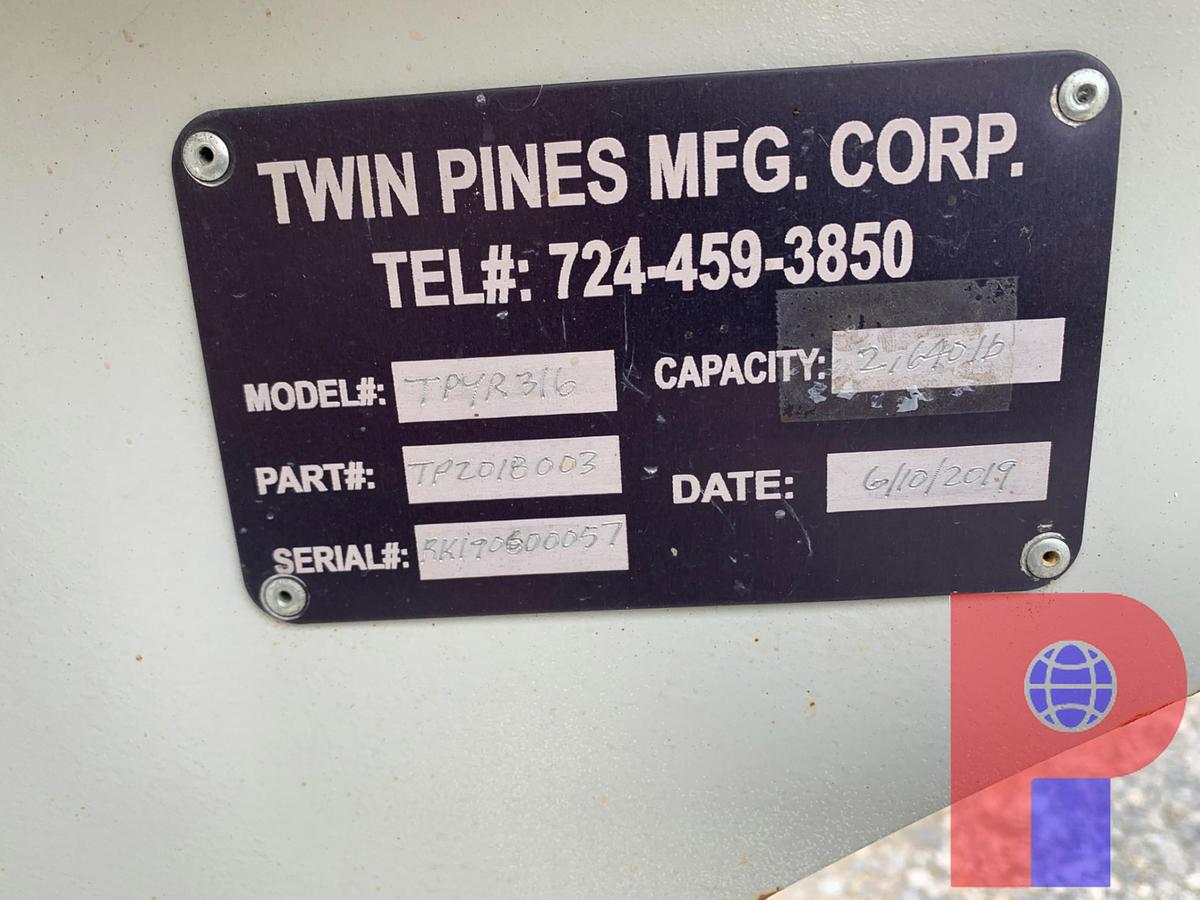 TWIN PINES MFG. CORP.
TEL#: 724-459-3850
MODEL#: TPYR316
CAPACITY: 21640lb
PART#: TP2018003
DATE: 6/10/2019
SERIAL#: RK190600057